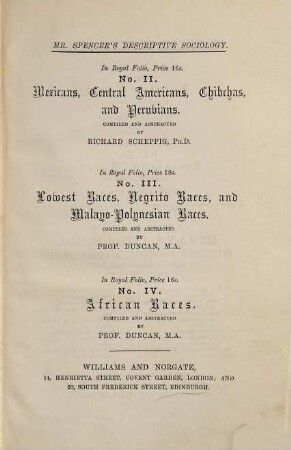 MR. SPENCER'S DESCRIPTIVE SOCIOLOGY.
In Royal Folio, Price 16s.
No. II.
Mexicans, Central Americans, Chibchas,
and Peruvians.
COMPILED AND ABSTRACTED
BY
RICHARD SCHEPPIG, PH.D.
In Royal Folio, Price 18s.
No. III.
Lowest Races, Negrito Races, and
Malayo-Polynesian Races.
COMPILED AND ABSTRACTED
BY
PROF. DUNCAN, M.A.
In Royal Folio, Price 16s.
No. IV.
African Races.
COMPILED AND ABSTRACTED
BY
PROF. DUNCAN, M.A.
WILLIAMS AND NORGATE,
14, HENRIETTA STREET, COVENT GARDEN, LONDON; AND
20, SOUTH FREDERICK STREET, EDINBURGH.